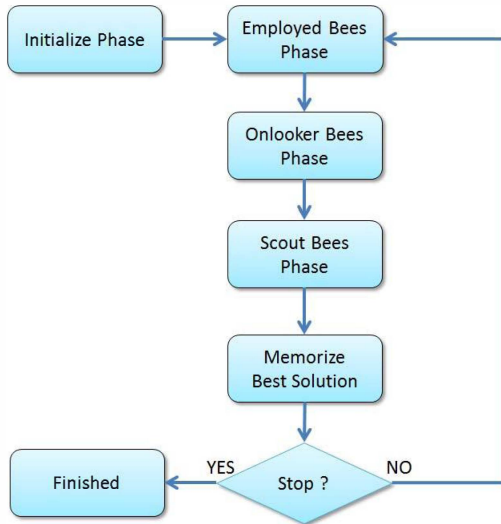 Initialize Phase
Employed Bees
Phase
Onlooker Bees
Phase
Scout Bees
Phase
Memorize
Best Solution
Stop ?
YES
NO
Finished